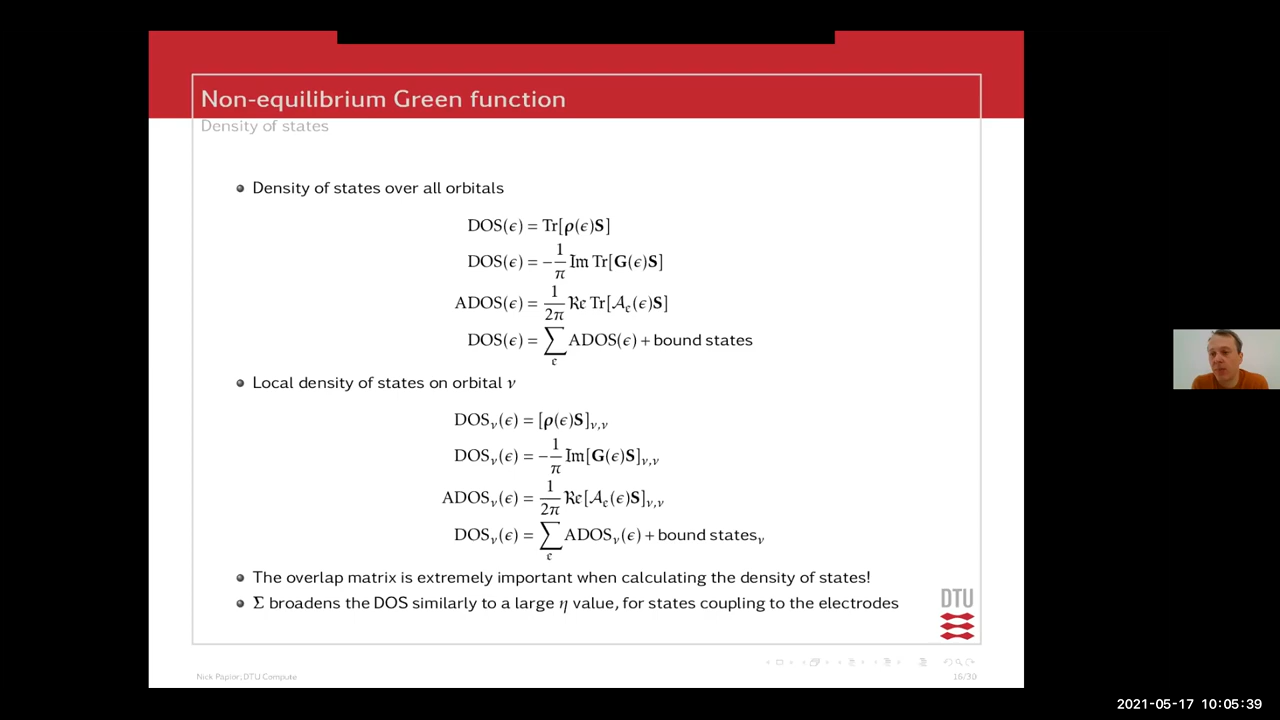 Non-equilibrium Green function
Density of states
Density of states over all orbitals
DOS(ϵ) = Tr[ρ(ϵ)S]
DOS(ϵ) = −1/π Im Tr[G(ϵ)S]
ADOS(ϵ) = 1/2π Re Tr[𝒜𝔢(ϵ)S]
DOS(ϵ) = ∑𝔢 ADOS(ϵ) + bound states
Local density of states on orbital ν
DOSν(ϵ) = [ρ(ϵ)S]ν,ν
DOSν(ϵ) = −1/π Im[G(ϵ)S]ν,ν
ADOSν(ϵ) = 1/2π Re[𝒜𝔢(ϵ)S]ν,ν
DOSν(ϵ) = ∑𝔢 ADOSν(ϵ) + bound statesν
The overlap matrix is extremely important when calculating the density of states!
Σ broadens the DOS similarly to a large η value, for states coupling to the electrodes
DTU
Nick Papior; DTU Compute
16/30
2021-05-17 10:05:39